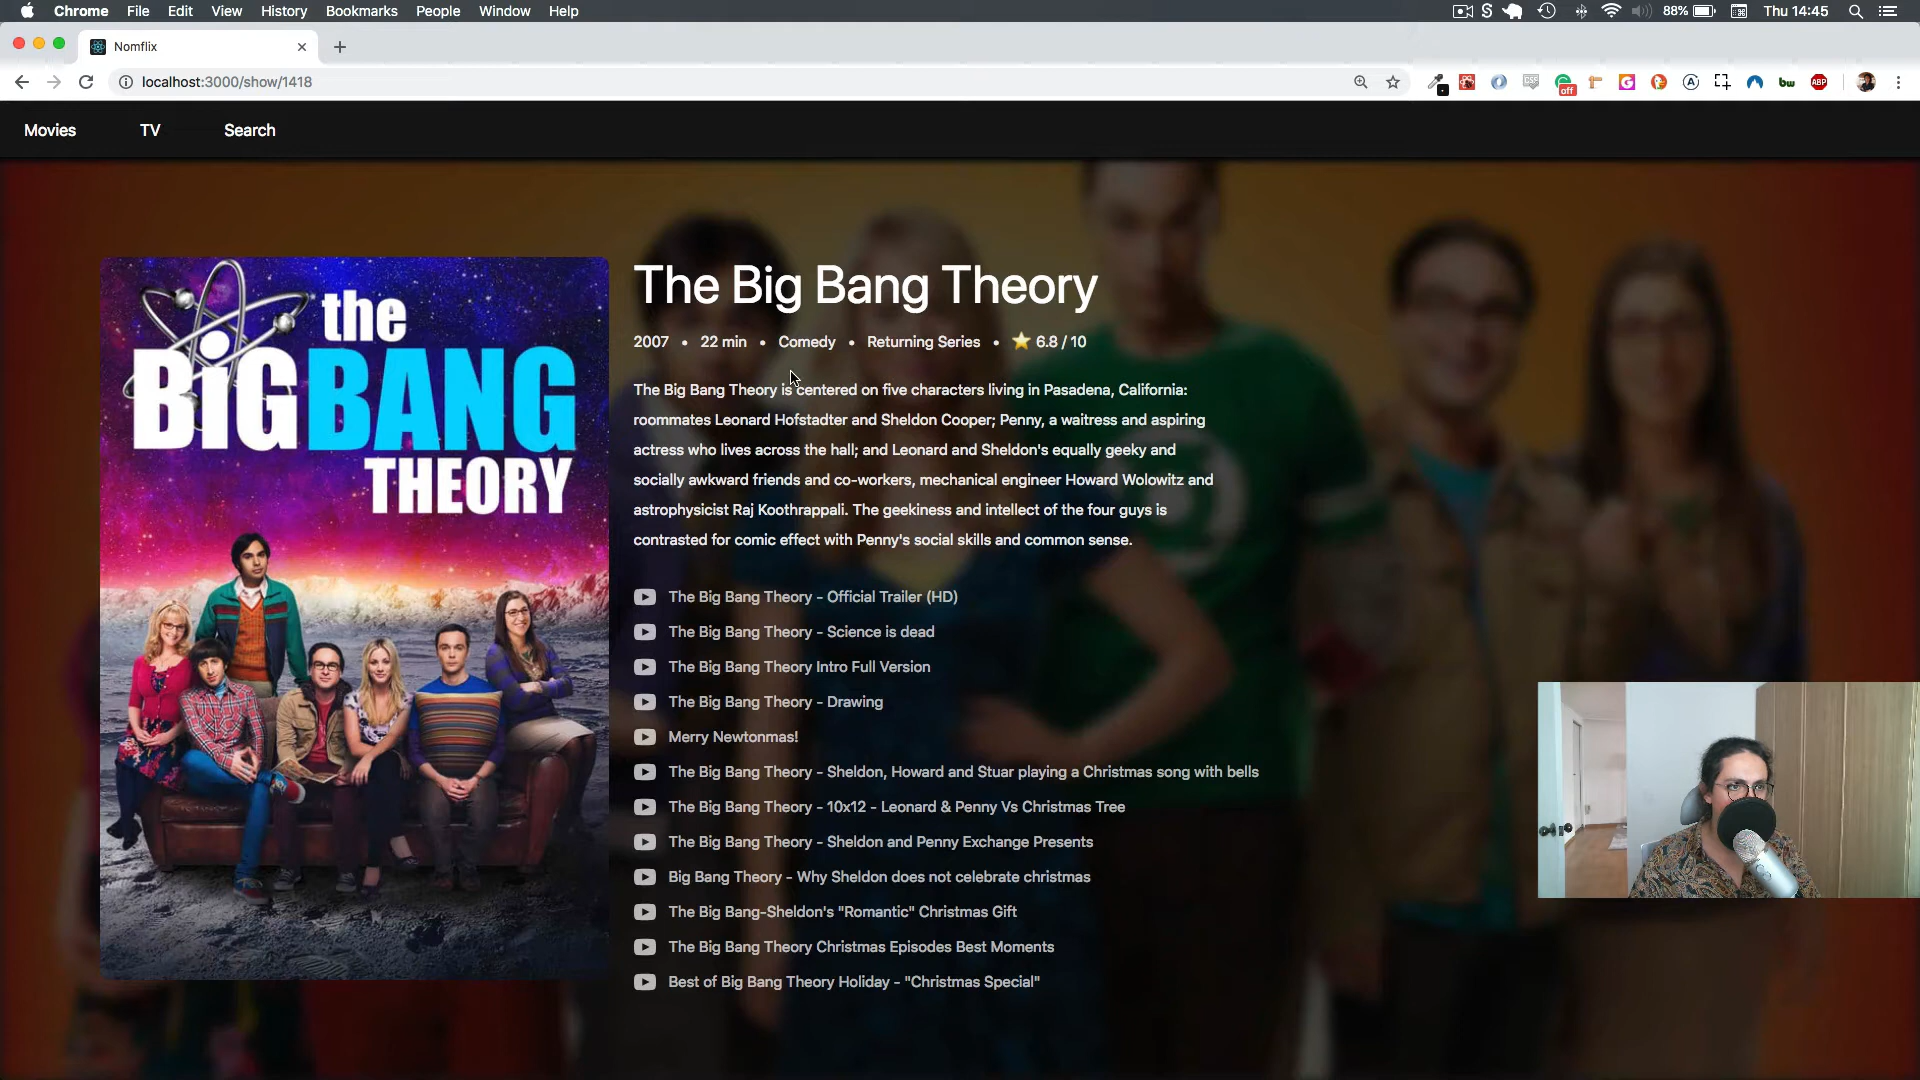 Chrome File Edit View History Bookmarks People Window Help
88% Thu 14:45
Nomflix
localhost:3000/show/1418
off
bw
ABP
Movies TV Search
the
BiGBANG
THEORY
The Big Bang Theory
2007 • 22 min • Comedy • Returning Series • ⭐ 6.8 / 10
The Big Bang Theory is centered on five characters living in Pasadena, California:
roommates Leonard Hofstadter and Sheldon Cooper; Penny, a waitress and aspiring
actress who lives across the hall; and Leonard and Sheldon's equally geeky and
socially awkward friends and co-workers, mechanical engineer Howard Wolowitz and
astrophysicist Raj Koothrappali. The geekiness and intellect of the four guys is
contrasted for comic effect with Penny's social skills and common sense.
The Big Bang Theory - Official Trailer (HD)
The Big Bang Theory - Science is dead
The Big Bang Theory Intro Full Version
The Big Bang Theory - Drawing
Merry Newtonmas!
The Big Bang Theory - Sheldon, Howard and Stuar playing a Christmas song with bells
The Big Bang Theory - 10x12 - Leonard & Penny Vs Christmas Tree
The Big Bang Theory - Sheldon and Penny Exchange Presents
Big Bang Theory - Why Sheldon does not celebrate christmas
The Big Bang-Sheldon's "Romantic" Christmas Gift
The Big Bang Theory Christmas Episodes Best Moments
Best of Big Bang Theory Holiday - "Christmas Special"